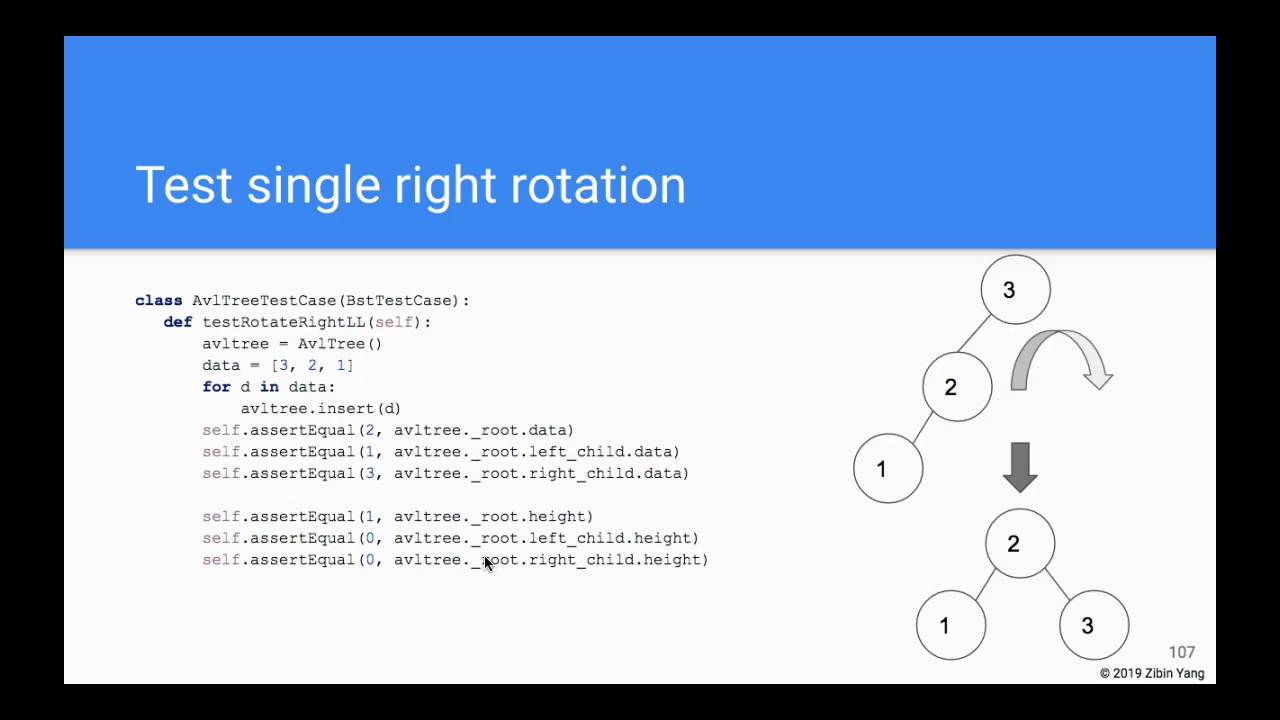 Test single right rotation
class AvlTreeTestCase(BstTestCase):
def testRotateRightLL(self):
avltree = AvlTree()
data = [3, 2, 1]
for d in data:
avltree.insert(d)
self.assertEqual(2, avltree._root.data)
self.assertEqual(1, avltree._root.left_child.data)
self.assertEqual(3, avltree._root.right_child.data)
self.assertEqual(1, avltree._root.height)
self.assertEqual(0, avltree._root.left_child.height)
self.assertEqual(0, avltree._root.right_child.height)
3
2
1
2
1
3
107
© 2019 Zibin Yang